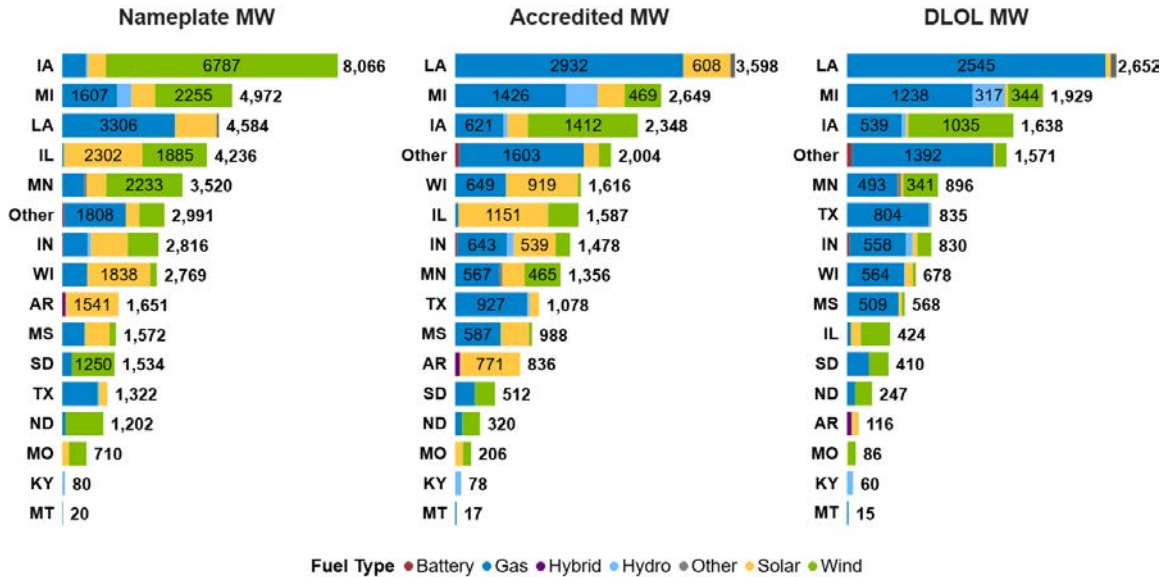 Nameplate MW Accredited MW DLOL MW
IA 6787 8,066 LA 2932 608 3,598 LA 2545 2,652
MI 1607 2255 4,972 MI 1426 469 2,649 MI 1238 317 344 1,929
LA 3306 4,584 IA 621 1412 2,348 IA 539 1035 1,638
IL 2302 1885 4,236 Other 1603 2,004 Other 1392 1,571
MN 2233 3,520 WI 649 919 1,616 MN 493 341 896
Other 1808 2,991 IL 1151 1,587 TX 804 835
IN 2,816 IN 643 539 1,478 IN 558 830
WI 1838 2,769 MN 567 465 1,356 WI 564 678
AR 1541 1,651 TX 927 1,078 MS 509 568
MS 1,572 MS 587 988 IL 424
SD 1250 1,534 AR 771 836 SD 410
TX 1,322 SD 512 ND 247
ND 1,202 ND 320 AR 116
MO 710 MO 206 MO 86
KY 80 KY 78 KY 60
MT 20 MT 17 MT 15
Fuel Type Battery Gas Hybrid Hydro Other Solar Wind